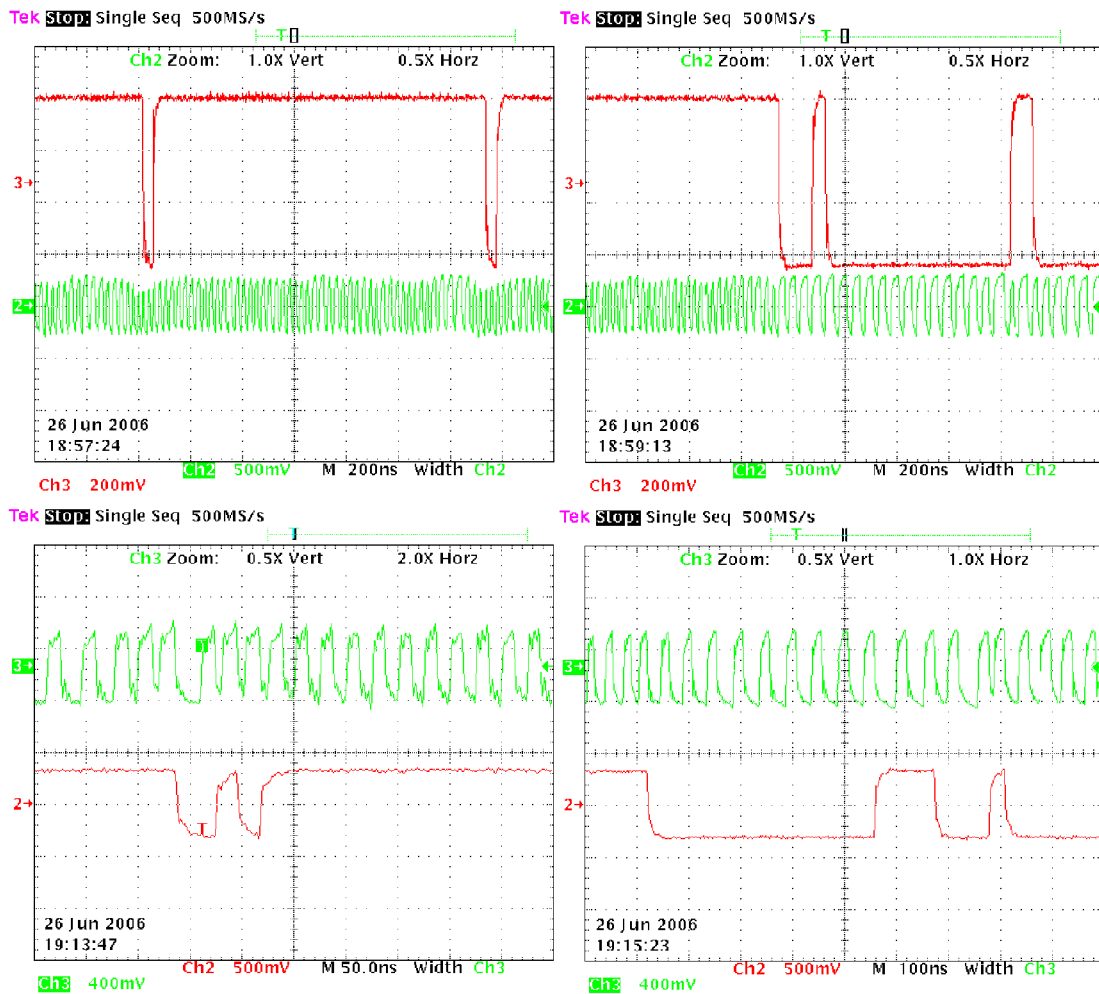 Tek Stop: Single Seq 500MS/s
T
Ch2 Zoom: 1.0X Vert 0.5X Horz
3
2
26 Jun 2006
18:57:24
Ch2 500mV M 200ns Width Ch2
Ch3 200mV
Tek Stop: Single Seq 500MS/s
T
Ch2 Zoom: 1.0X Vert 0.5X Horz
3
2
26 Jun 2006
18:59:13
Ch2 500mV M 200ns Width Ch2
Ch3 200mV
Tek Stop: Single Seq 500MS/s
T
Ch3 Zoom: 0.5X Vert 2.0X Horz
T
3
2
T
26 Jun 2006
19:13:47
Ch2 500mV M 50.0ns Width Ch3
Ch3 400mV
Tek Stop: Single Seq 500MS/s
T
Ch3 Zoom: 0.5X Vert 1.0X Horz
3
2
26 Jun 2006
19:15:23
Ch2 500mV M 100ns Width Ch3
Ch3 400mV